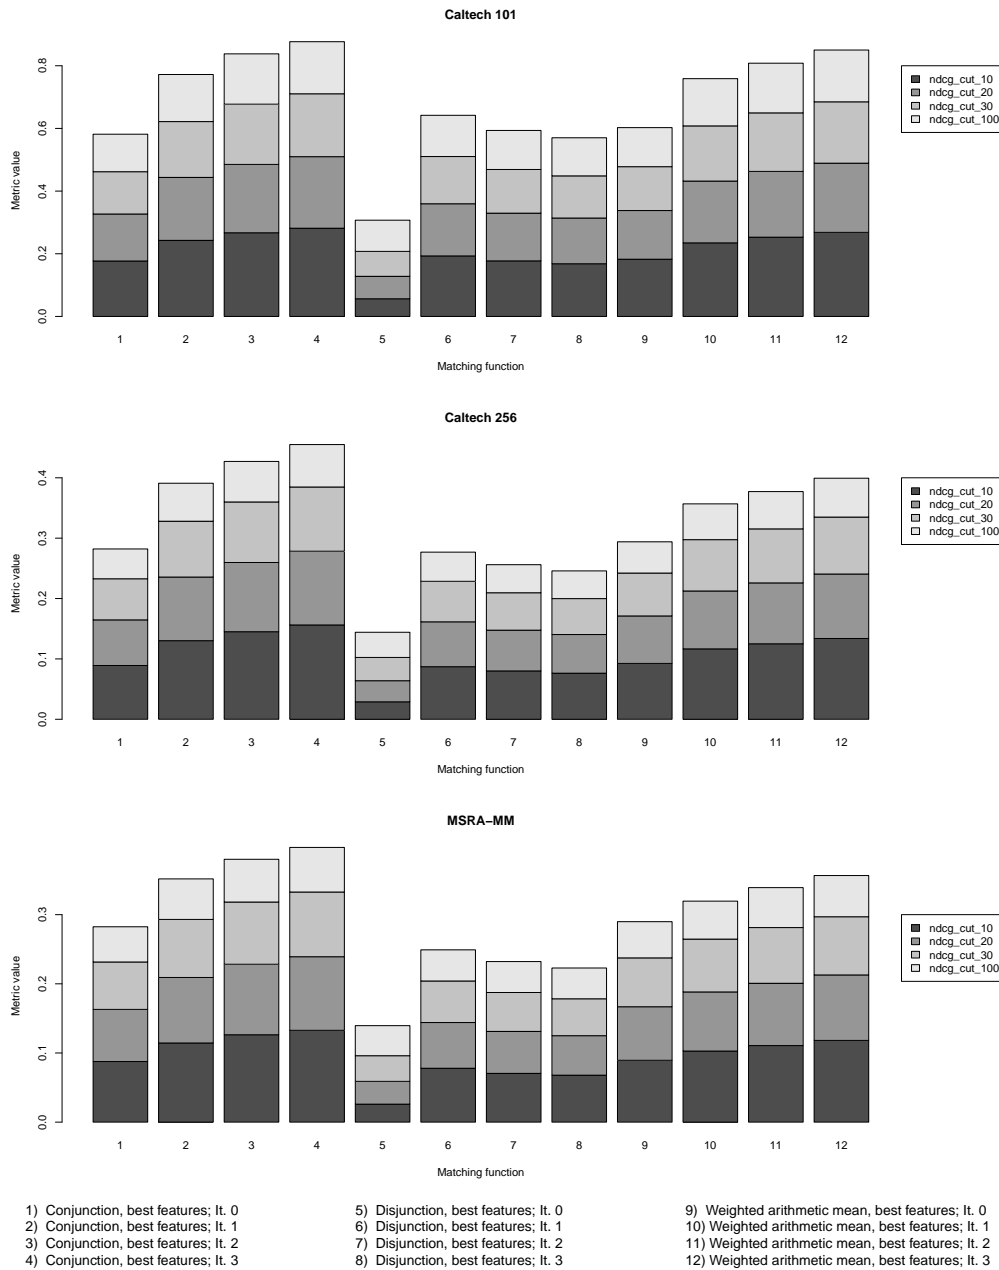 Caltech 101
Metric value
0.0
0.2
0.4
0.6
0.8
ndcg_cut_10
ndcg_cut_20
ndcg_cut_30
ndcg_cut_100
1 2 3 4 5 6 7 8 9 10 11 12
Matching function
Caltech 256
Metric value
0.0
0.1
0.2
0.3
0.4
ndcg_cut_10
ndcg_cut_20
ndcg_cut_30
ndcg_cut_100
1 2 3 4 5 6 7 8 9 10 11 12
Matching function
MSRA−MM
Metric value
0.0
0.1
0.2
0.3
ndcg_cut_10
ndcg_cut_20
ndcg_cut_30
ndcg_cut_100
1 2 3 4 5 6 7 8 9 10 11 12
Matching function
1) Conjunction, best features; It. 0
2) Conjunction, best features; It. 1
3) Conjunction, best features; It. 2
4) Conjunction, best features; It. 3
5) Disjunction, best features; It. 0
6) Disjunction, best features; It. 1
7) Disjunction, best features; It. 2
8) Disjunction, best features; It. 3
9) Weighted arithmetic mean, best features; It. 0
10) Weighted arithmetic mean, best features; It. 1
11) Weighted arithmetic mean, best features; It. 2
12) Weighted arithmetic mean, best features; It. 3